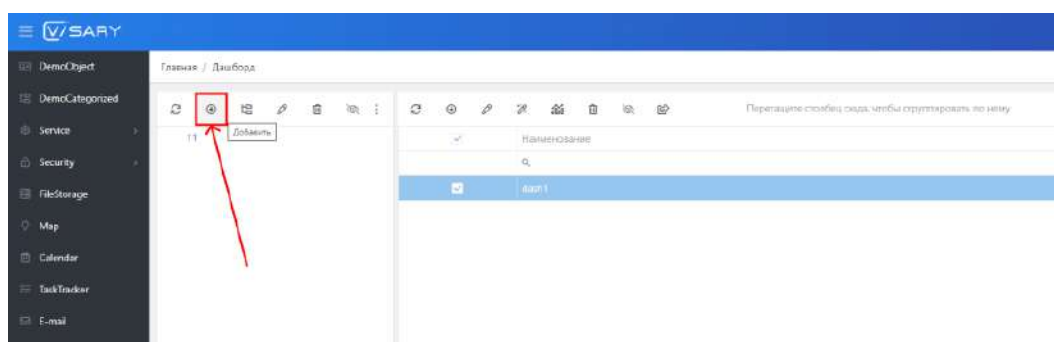 VISARY
DemoObject
Главная / Дашборд
DemoCategorized
Перетащите столбец сюда, чтобы сгруппировать по нему
Service
11
Добавить
Наименование
Security
FileStorage
dash1
Map
Calendar
TaskTracker
E-mail